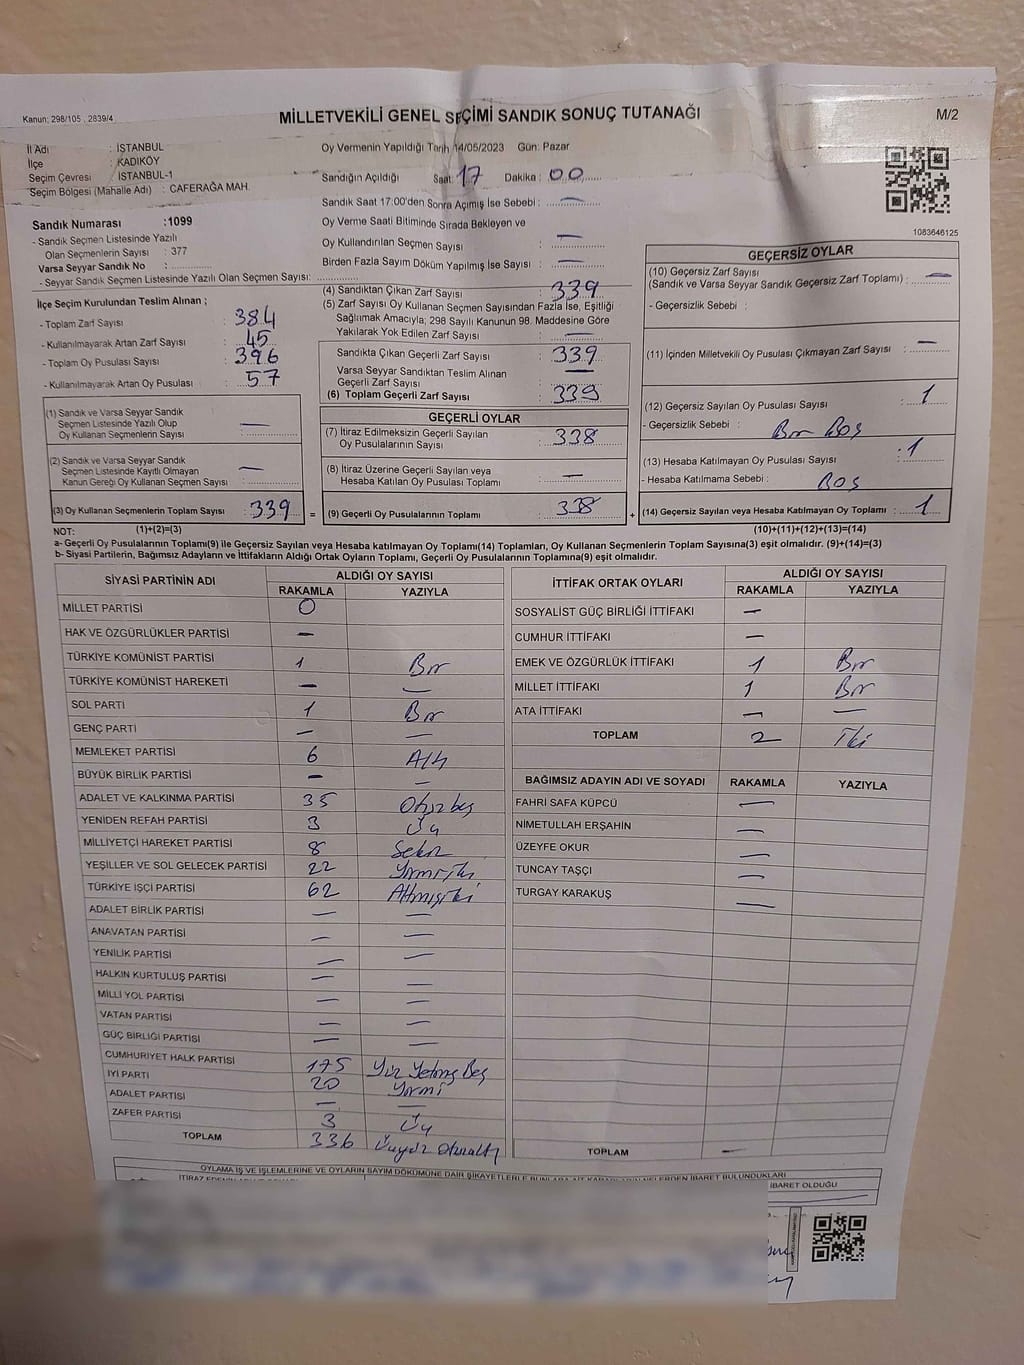 Kanun: 298/105 , 2839/4
MİLLETVEKİLİ GENEL SEÇİMİ SANDIK SONUÇ TUTANAĞI
M/2
İl Adı : İSTANBUL
İlçe : KADIKÖY
Seçim Çevresi : İSTANBUL-1
Seçim Bölgesi (Mahalle Adı) : CAFERAĞA MAH.
Oy Vermenin Yapıldığı Tarih 14/05/2023 Gün: Pazar
Sandığın Açıldığı Saat: 17 Dakika : 00
Sandık Saat 17:00'den Sonra Açımış İse Sebebi : —
Oy Verme Saati Bitiminde Sırada Bekleyen ve
Oy Kullandırılan Seçmen Sayısı : —
Birden Fazla Sayım Döküm Yapılmış İse Sayısı : —
1083646125
Sandık Numarası :1099
- Sandık Seçmen Listesinde Yazılı
Olan Seçmenlerin Sayısı : 377
Varsa Seyyar Sandık No :
- Seyyar Sandık Seçmen Listesinde Yazılı Olan Seçmen Sayısı:
İlçe Seçim Kurulundan Teslim Alınan ;
- Toplam Zarf Sayısı : 384
- Kullanılmayarak Artan Zarf Sayısı : 45
- Toplam Oy Pusulası Sayısı : 396
- Kullanılmayarak Artan Oy Pusulası : 57
(1) Sandık ve Varsa Seyyar Sandık
Seçmen Listesinde Yazılı Olup
Oy Kullanan Seçmenlerin Sayısı : —
(2) Sandık ve Varsa Seyyar Sandık
Seçmen Listesinde Kayıtlı Olmayan
Kanun Gereği Oy Kullanan Seçmen Sayısı : —
(3) Oy Kullanan Seçmenlerin Toplam Sayısı : 339 =
(4) Sandıktan Çıkan Zarf Sayısı : 339
(5) Zarf Sayısı Oy Kullanan Seçmen Sayısından Fazla İse, Eşitliği
Sağlamak Amacıyla; 298 Sayılı Kanunun 98. Maddesine Göre
Yakılarak Yok Edilen Zarf Sayısı : —
Sandıkta Çıkan Geçerli Zarf Sayısı : 339
Varsa Seyyar Sandıktan Teslim Alınan
Geçerli Zarf Sayısı : —
(6) Toplam Geçerli Zarf Sayısı : 339
GEÇERLİ OYLAR
(7) İtiraz Edilmeksizin Geçerli Sayılan
Oy Pusulalarının Sayısı : 338
(8) İtiraz Üzerine Geçerli Sayılan veya
Hesaba Katılan Oy Pusulası Toplamı : —
(9) Geçerli Oy Pusulalarının Toplamı : 338 +
GEÇERSİZ OYLAR
(10) Geçersiz Zarf Sayısı
(Sandık ve Varsa Seyyar Sandık Geçersiz Zarf Toplamı) : —
- Geçersizlik Sebebi :
(11) İçinden Milletvekili Oy Pusulası Çıkmayan Zarf Sayısı : —
(12) Geçersiz Sayılan Oy Pusulası Sayısı : 1
- Geçersizlik Sebebi : Bir Boş
(13) Hesaba Katılmayan Oy Pusulası Sayısı : 1
- Hesaba Katılmama Sebebi : Boş
(14) Geçersiz Sayılan veya Hesaba Katılmayan Oy Toplamı : 1
NOT: (1)+(2)=(3)
(10)+(11)+(12)+(13)=(14)
a- Geçerli Oy Pusulalarının Toplamı(9) ile Geçersiz Sayılan veya Hesaba katılmayan Oy Toplamı(14) Toplamları, Oy Kullanan Seçmenlerin Toplam Sayısına(3) eşit olmalıdır. (9)+(14)=(3)
b- Siyasi Partilerin, Bağımsız Adayların ve İttifakların Aldığı Ortak Oyların Toplamı, Geçerli Oy Pusulalarının Toplamına(9) eşit olmalıdır.
SİYASİ PARTİNİN ADI ALDIĞI OY SAYISI
RAKAMLA YAZIYLA
MİLLET PARTİSİ 0
HAK VE ÖZGÜRLÜKLER PARTİSİ —
TÜRKİYE KOMÜNİST PARTİSİ 1 Bir
TÜRKİYE KOMÜNİST HAREKETİ — —
SOL PARTİ 1 Bir
GENÇ PARTİ — —
MEMLEKET PARTİSİ 6 Altı
BÜYÜK BİRLİK PARTİSİ — —
ADALET VE KALKINMA PARTİSİ 35 Otuz beş
YENİDEN REFAH PARTİSİ 3 Üç
MİLLİYETÇİ HAREKET PARTİSİ 8 Sekiz
YEŞİLLER VE SOL GELECEK PARTİSİ 22 Yirmi iki
TÜRKİYE İŞÇİ PARTİSİ 62 Altmış iki
ADALET BİRLİK PARTİSİ — —
ANAVATAN PARTİSİ — —
YENİLİK PARTİSİ — —
HALKIN KURTULUŞ PARTİSİ — —
MİLLİ YOL PARTİSİ — —
VATAN PARTİSİ — —
GÜÇ BİRLİĞİ PARTİSİ — —
CUMHURİYET HALK PARTİSİ 175 Yüz Yetmiş Beş
İYİ PARTİ 20 Yirmi
ADALET PARTİSİ — —
ZAFER PARTİSİ 3 Üç
TOPLAM 336 Üçyüz Otuzaltı
İTTİFAK ORTAK OYLARI ALDIĞI OY SAYISI
RAKAMLA YAZIYLA
SOSYALİST GÜÇ BİRLİĞİ İTTİFAKI —
CUMHUR İTTİFAKI —
EMEK VE ÖZGÜRLÜK İTTİFAKI 1 Bir
MİLLET İTTİFAKI 1 Bir
ATA İTTİFAKI — —
TOPLAM 2 İki
BAĞIMSIZ ADAYIN ADI VE SOYADI RAKAMLA YAZIYLA
FAHRİ SAFA KÜPCÜ —
NİMETULLAH ERŞAHİN —
ÜZEYFE OKUR —
TUNCAY TAŞÇI —
TURGAY KARAKUŞ —
TOPLAM —
OYLAMA İŞ VE İŞLEMLERİNE VE OYLARIN SAYIM DÖKÜMÜNE DAİR ŞİKAYETLERLE BUNLARA AİT KARARLARIN NELERDEN İBARET BULUNDUKLARI
İBARET OLDUĞU